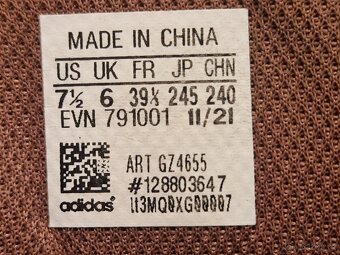 MADE IN CHINA
US UK FR JP CHN
7½ 6 39⅓ 245 240
EVN 791001 11/21
ART GZ4655
#128803647
adidas 1t3MQ0XG00007